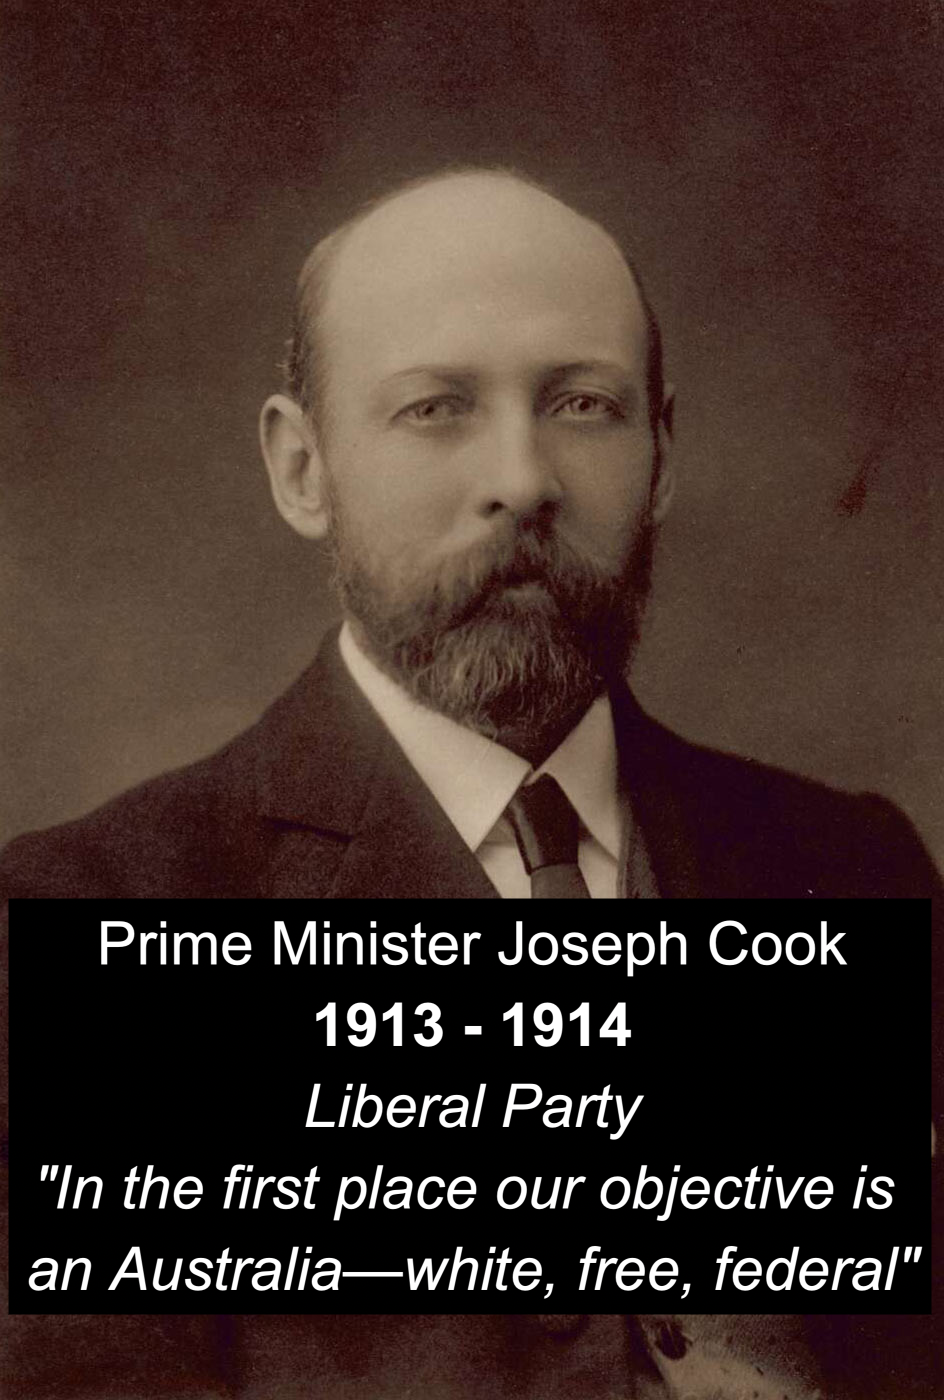 Prime Minister Joseph Cook
1913 - 1914
Liberal Party
"In the first place our objective is
an Australia—white, free, federal"